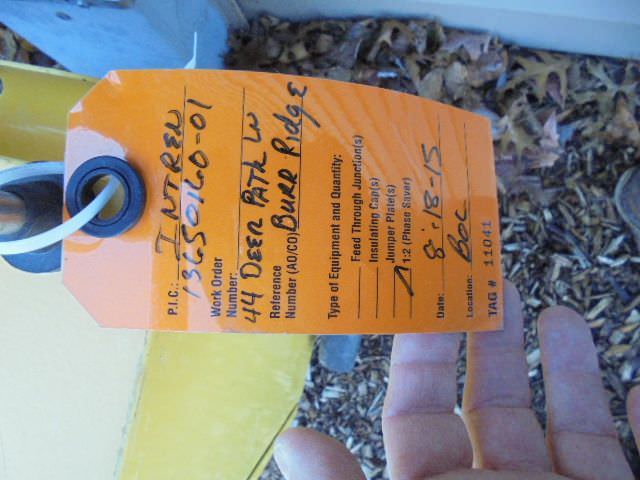 P.I.C.: INTREN
13650160-01
Work Order
Number:
44 DEER PATH LN
Reference
Number (AO/CO) BURR RIDGE
Type of Equipment and Quantity:
Feed Through Junction(s)
Insulating Cap(s)
Jumper Plate(s)
1 1:2 (Phase Saver)
Date: 8-18-15
Location: BOC
TAG # 11041